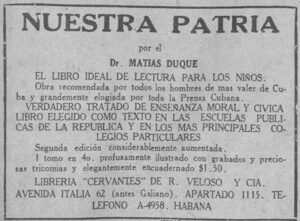 NUESTRA PATRIA
por el
Dr. MATIAS DUQUE
EL LIBRO IDEAL DE LECTURA PARA LOS NIÑOS:
Obra recomendada por todos los hombres de mas valer de Cu-
ba y grandemente elogiada por toda la Prensa Cubana.
VERDADERO TRATADO DE ENSEÑANZA MORAL Y CIVICA
LIBRO ELEGIDO COMO TEXTO EN LAS ESCUELAS PUBLI-
CAS DE LA REPUBLICA Y EN LOS MAS PRINCIPALES CO-
LEGIOS PARTICULARES
Segunda edición considerablemente aumentada.
1 tomo en 4o. profusamente ilustrado con grabados y precio-
sas tricomias y elegantemente encuadernado $1.50.
LIBRERIA "CERVANTES" DE R. VELOSO Y CIA.
AVENIDA ITALIA 62 (antes Galiano). APARTADO 1115. TE-
LEFONO A-4958. HABANA